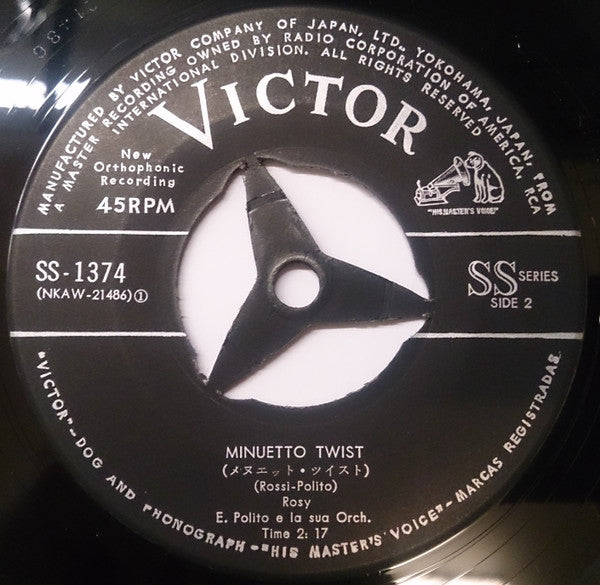 MANUFACTURED BY VICTOR COMPANY OF JAPAN, LTD., YOKOHAMA, JAPAN, FROM
A MASTER RECORDING OWNED BY RADIO CORPORATION OF AMERICA, RCA
INTERNATIONAL DIVISION. ALL RIGHTS RESERVED
VICTOR
New
Orthophonic
Recording
45RPM
"HIS MASTER'S VOICE"
SS-1374
(NKAW-21486)①
SS SERIES
SIDE 2
MINUETTO TWIST
(メヌエット・ツイスト)
(Rossi-Polito)
Rosy
E. Polito e la sua Orch.
Time 2: 17
"VICTOR"–DOG AND PHONOGRAPH–"HIS MASTER'S VOICE"–MARCAS REGISTRADAS.